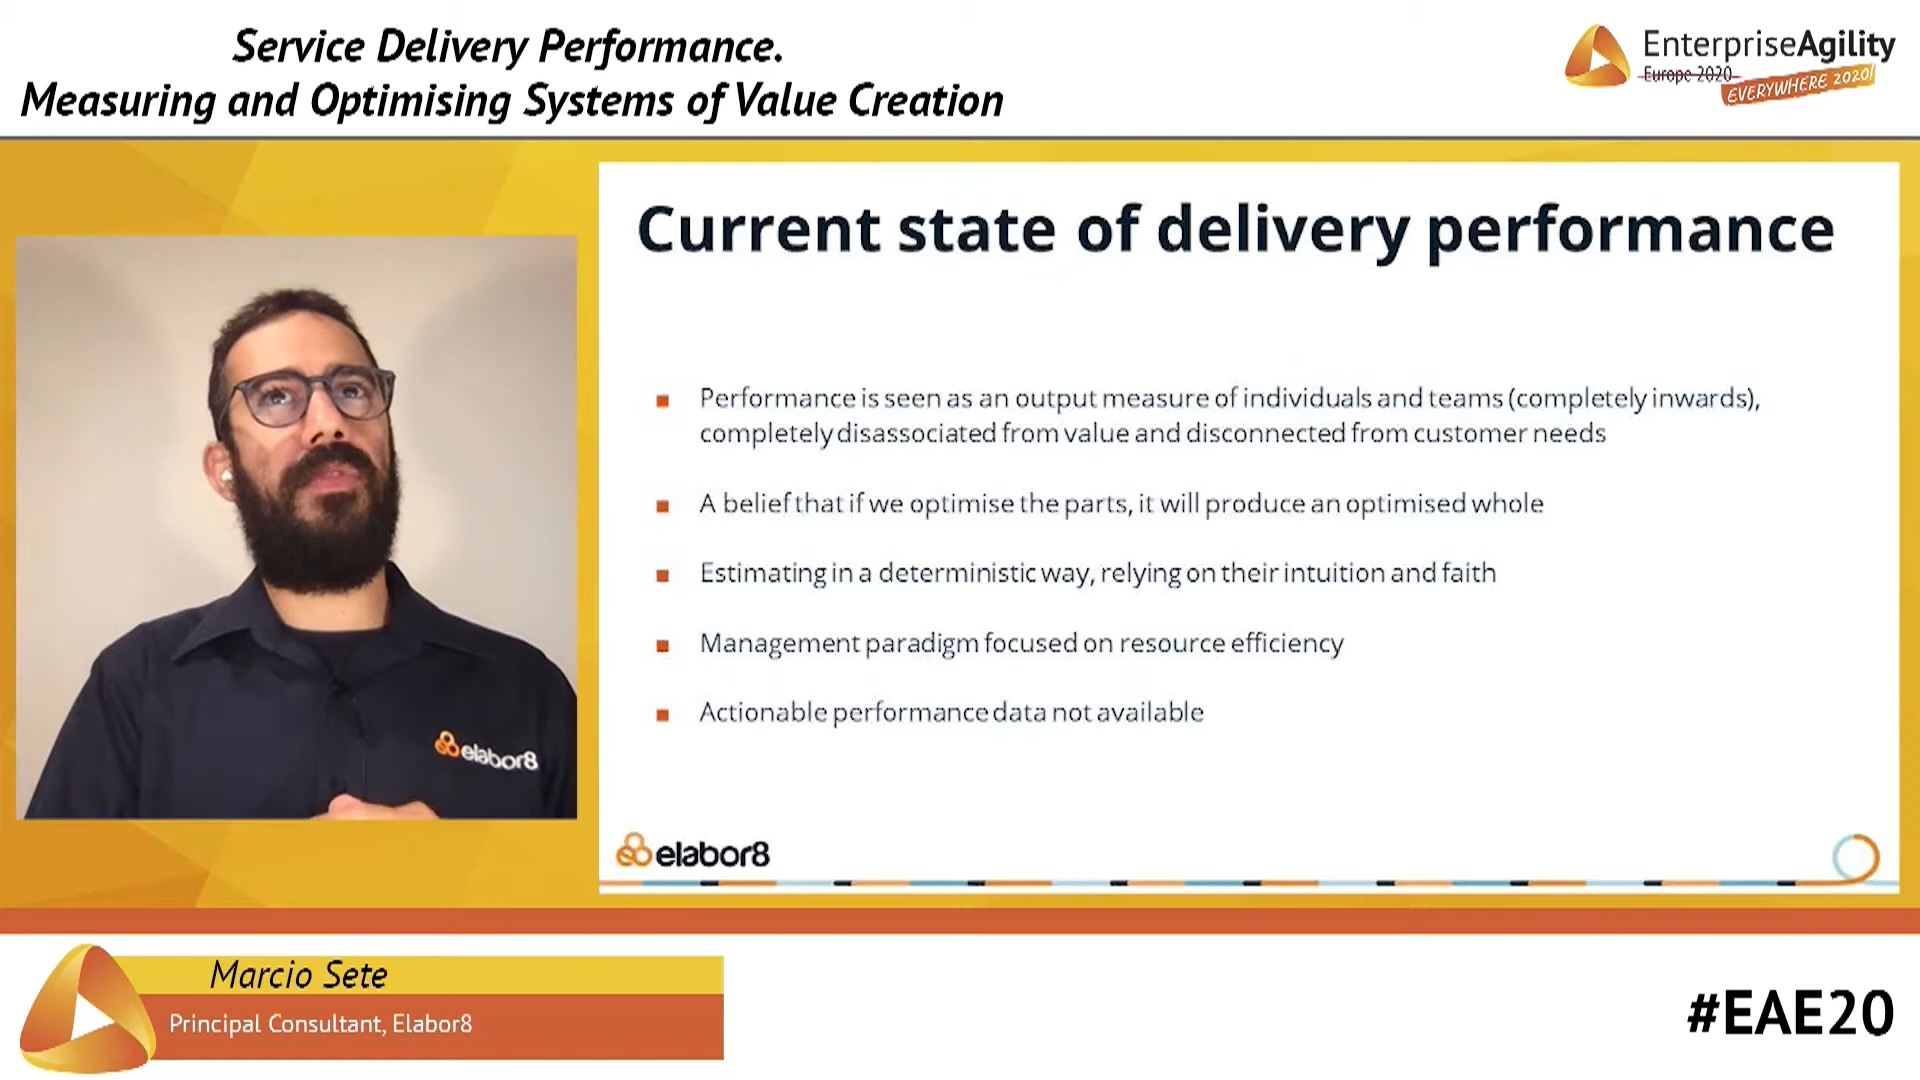 Service Delivery Performance.
Measuring and Optimising Systems of Value Creation
EnterpriseAgility
Europe 2020
EVERYWHERE 2020!
Current state of delivery performance
Performance is seen as an output measure of individuals and teams (completely inwards),
completely disassociated from value and disconnected from customer needs
A belief that if we optimise the parts, it will produce an optimised whole
Estimating in a deterministic way, relying on their intuition and faith
Management paradigm focused on resource efficiency
Actionable performance data not available
elabor8
elabor8
Marcio Sete
Principal Consultant, Elabor8
#EAE20